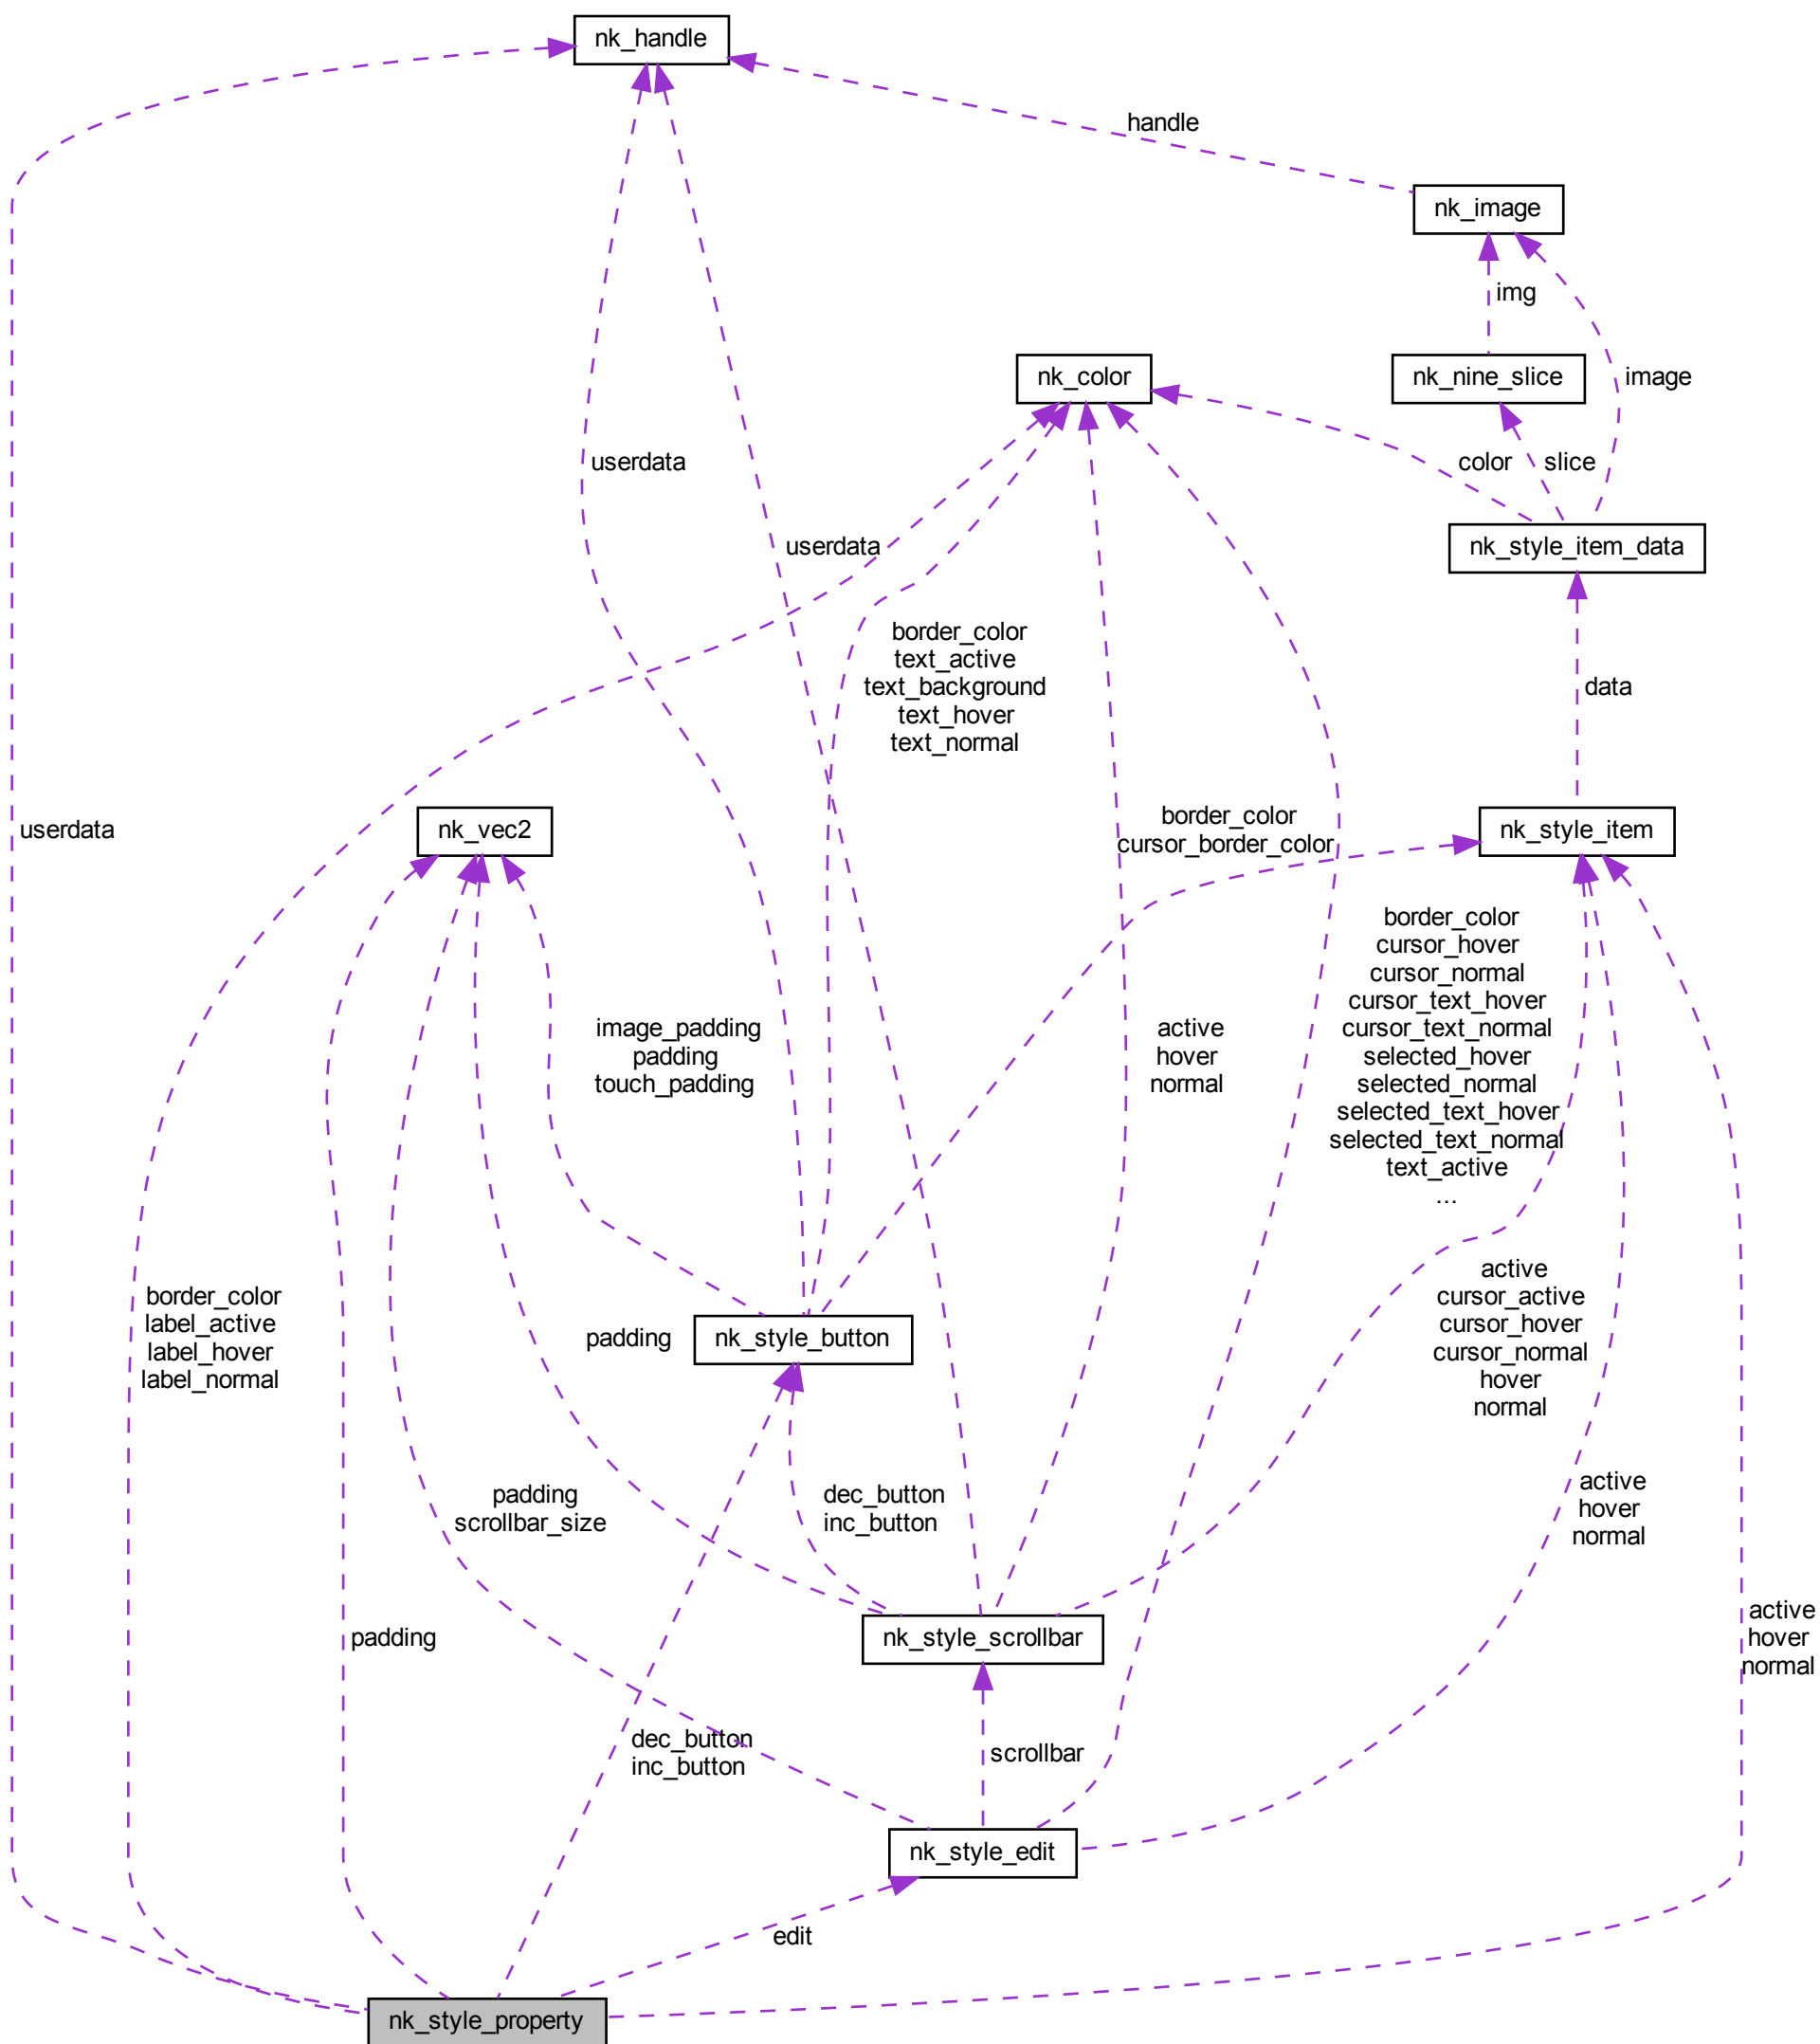 nk_handle
handle
nk_image
img
nk_color
nk_nine_slice
image
userdata
color
slice
userdata
nk_style_item_data
border_color
text_active
text_background
text_hover
text_normal
data
userdata
nk_vec2
border_color
cursor_border_color
nk_style_item
image_padding
padding
touch_padding
active
hover
normal
border_color
cursor_hover
cursor_normal
cursor_text_hover
cursor_text_normal
selected_hover
selected_normal
selected_text_hover
selected_text_normal
text_active
...
border_color
label_active
label_hover
label_normal
padding
nk_style_button
active
cursor_active
cursor_hover
cursor_normal
hover
normal
padding
scrollbar_size
dec_button
inc_button
active
hover
normal
padding
nk_style_scrollbar
active
hover
normal
dec_button
inc_button
scrollbar
nk_style_edit
edit
nk_style_property